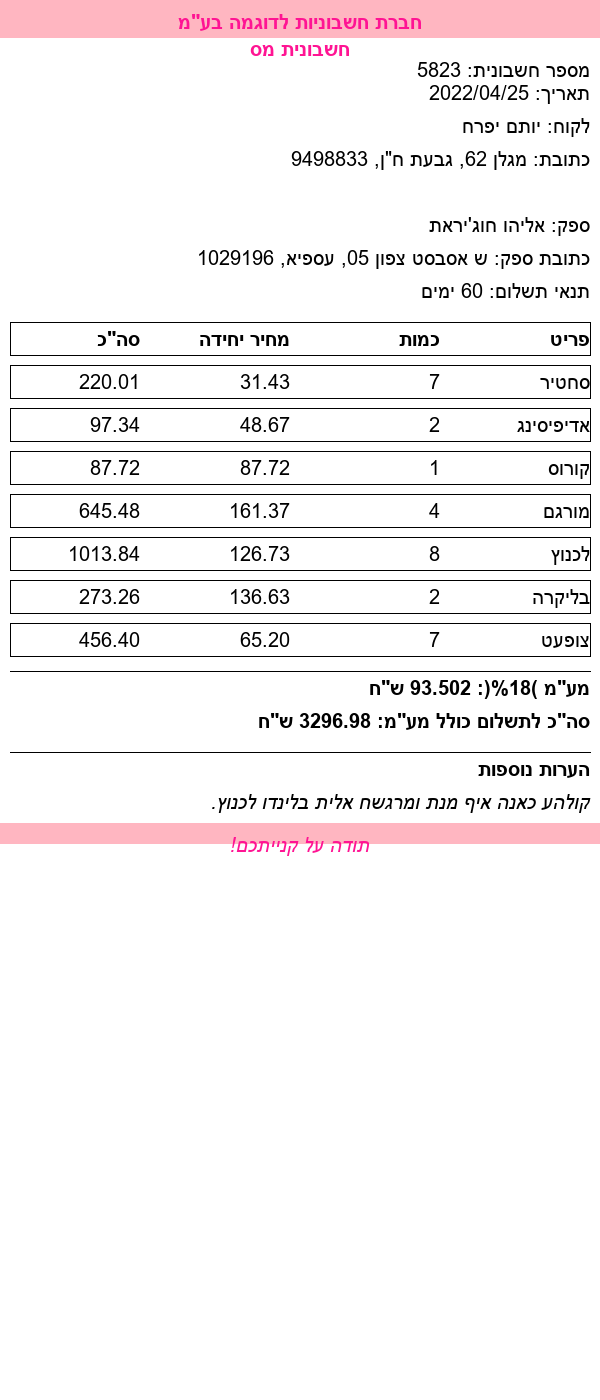 חברת חשבוניות לדוגמה בע"מ
חשבונית מס
מספר חשבונית: 5823
תאריך: 2022/04/25
לקוח: יותם יפרח
כתובת: מגלן 62, גבעת ח"ן, 9498833
ספק: אליהו חוג'יראת
כתובת ספק: ש אסבסט צפון 05, עספיא, 1029196
תנאי תשלום: 60 ימים
פריט כמות מחיר יחידה סה"כ
סחטיר 7 31.43 220.01
אדיפיסינג 2 48.67 97.34
קורוס 1 87.72 87.72
מורגם 4 161.37 645.48
לכנוץ 8 126.73 1013.84
בליקרה 2 136.63 273.26
צופעט 7 65.20 456.40
מע"מ )18%(: 93.502 ש"ח
סה"כ לתשלום כולל מע"מ: 3296.98 ש"ח
הערות נוספות
קולהע כאנה איף מנת ומרגשח אלית בלינדו לכנוץ.
תודה על קנייתכם!